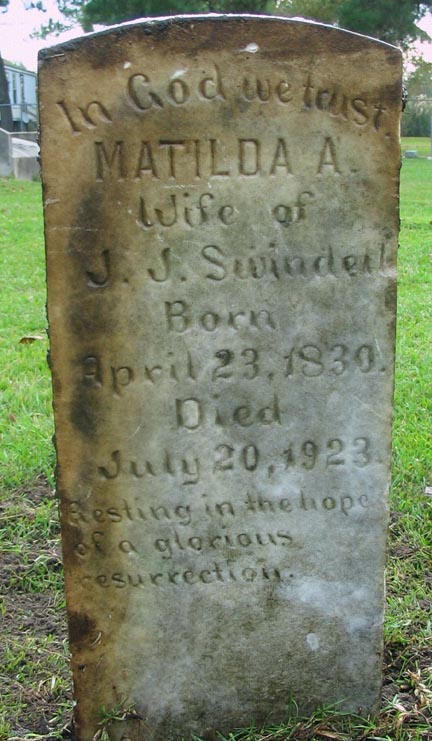 In God we trust.
MATILDA A.
Wife of
J. J. Swindell
Born
April 23, 1830.
Died
July 20, 1923.
Resting in the hope
of a glorious
resurrection.